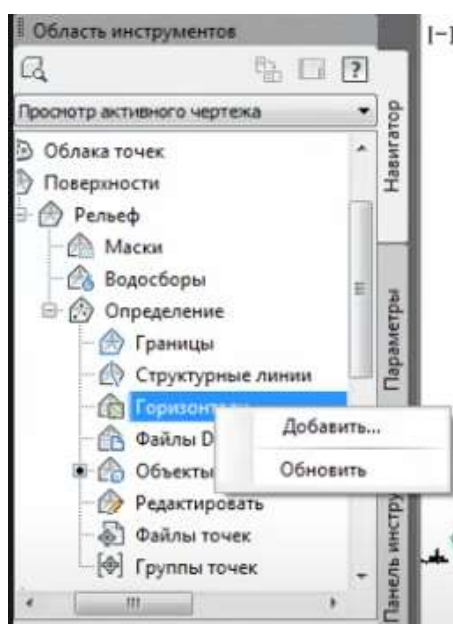 Область инструментов
[−]
?
Просмотр активного чертежа
Облака точек
Поверхности
Рельеф
Маски
Водосборы
Определение
Границы
Структурные линии
Горизонтали
Добавить...
Файлы D
Объекты
Обновить
Редактировать
Файлы точек
Группы точек
Навигатор
Параметры
Панель инстру